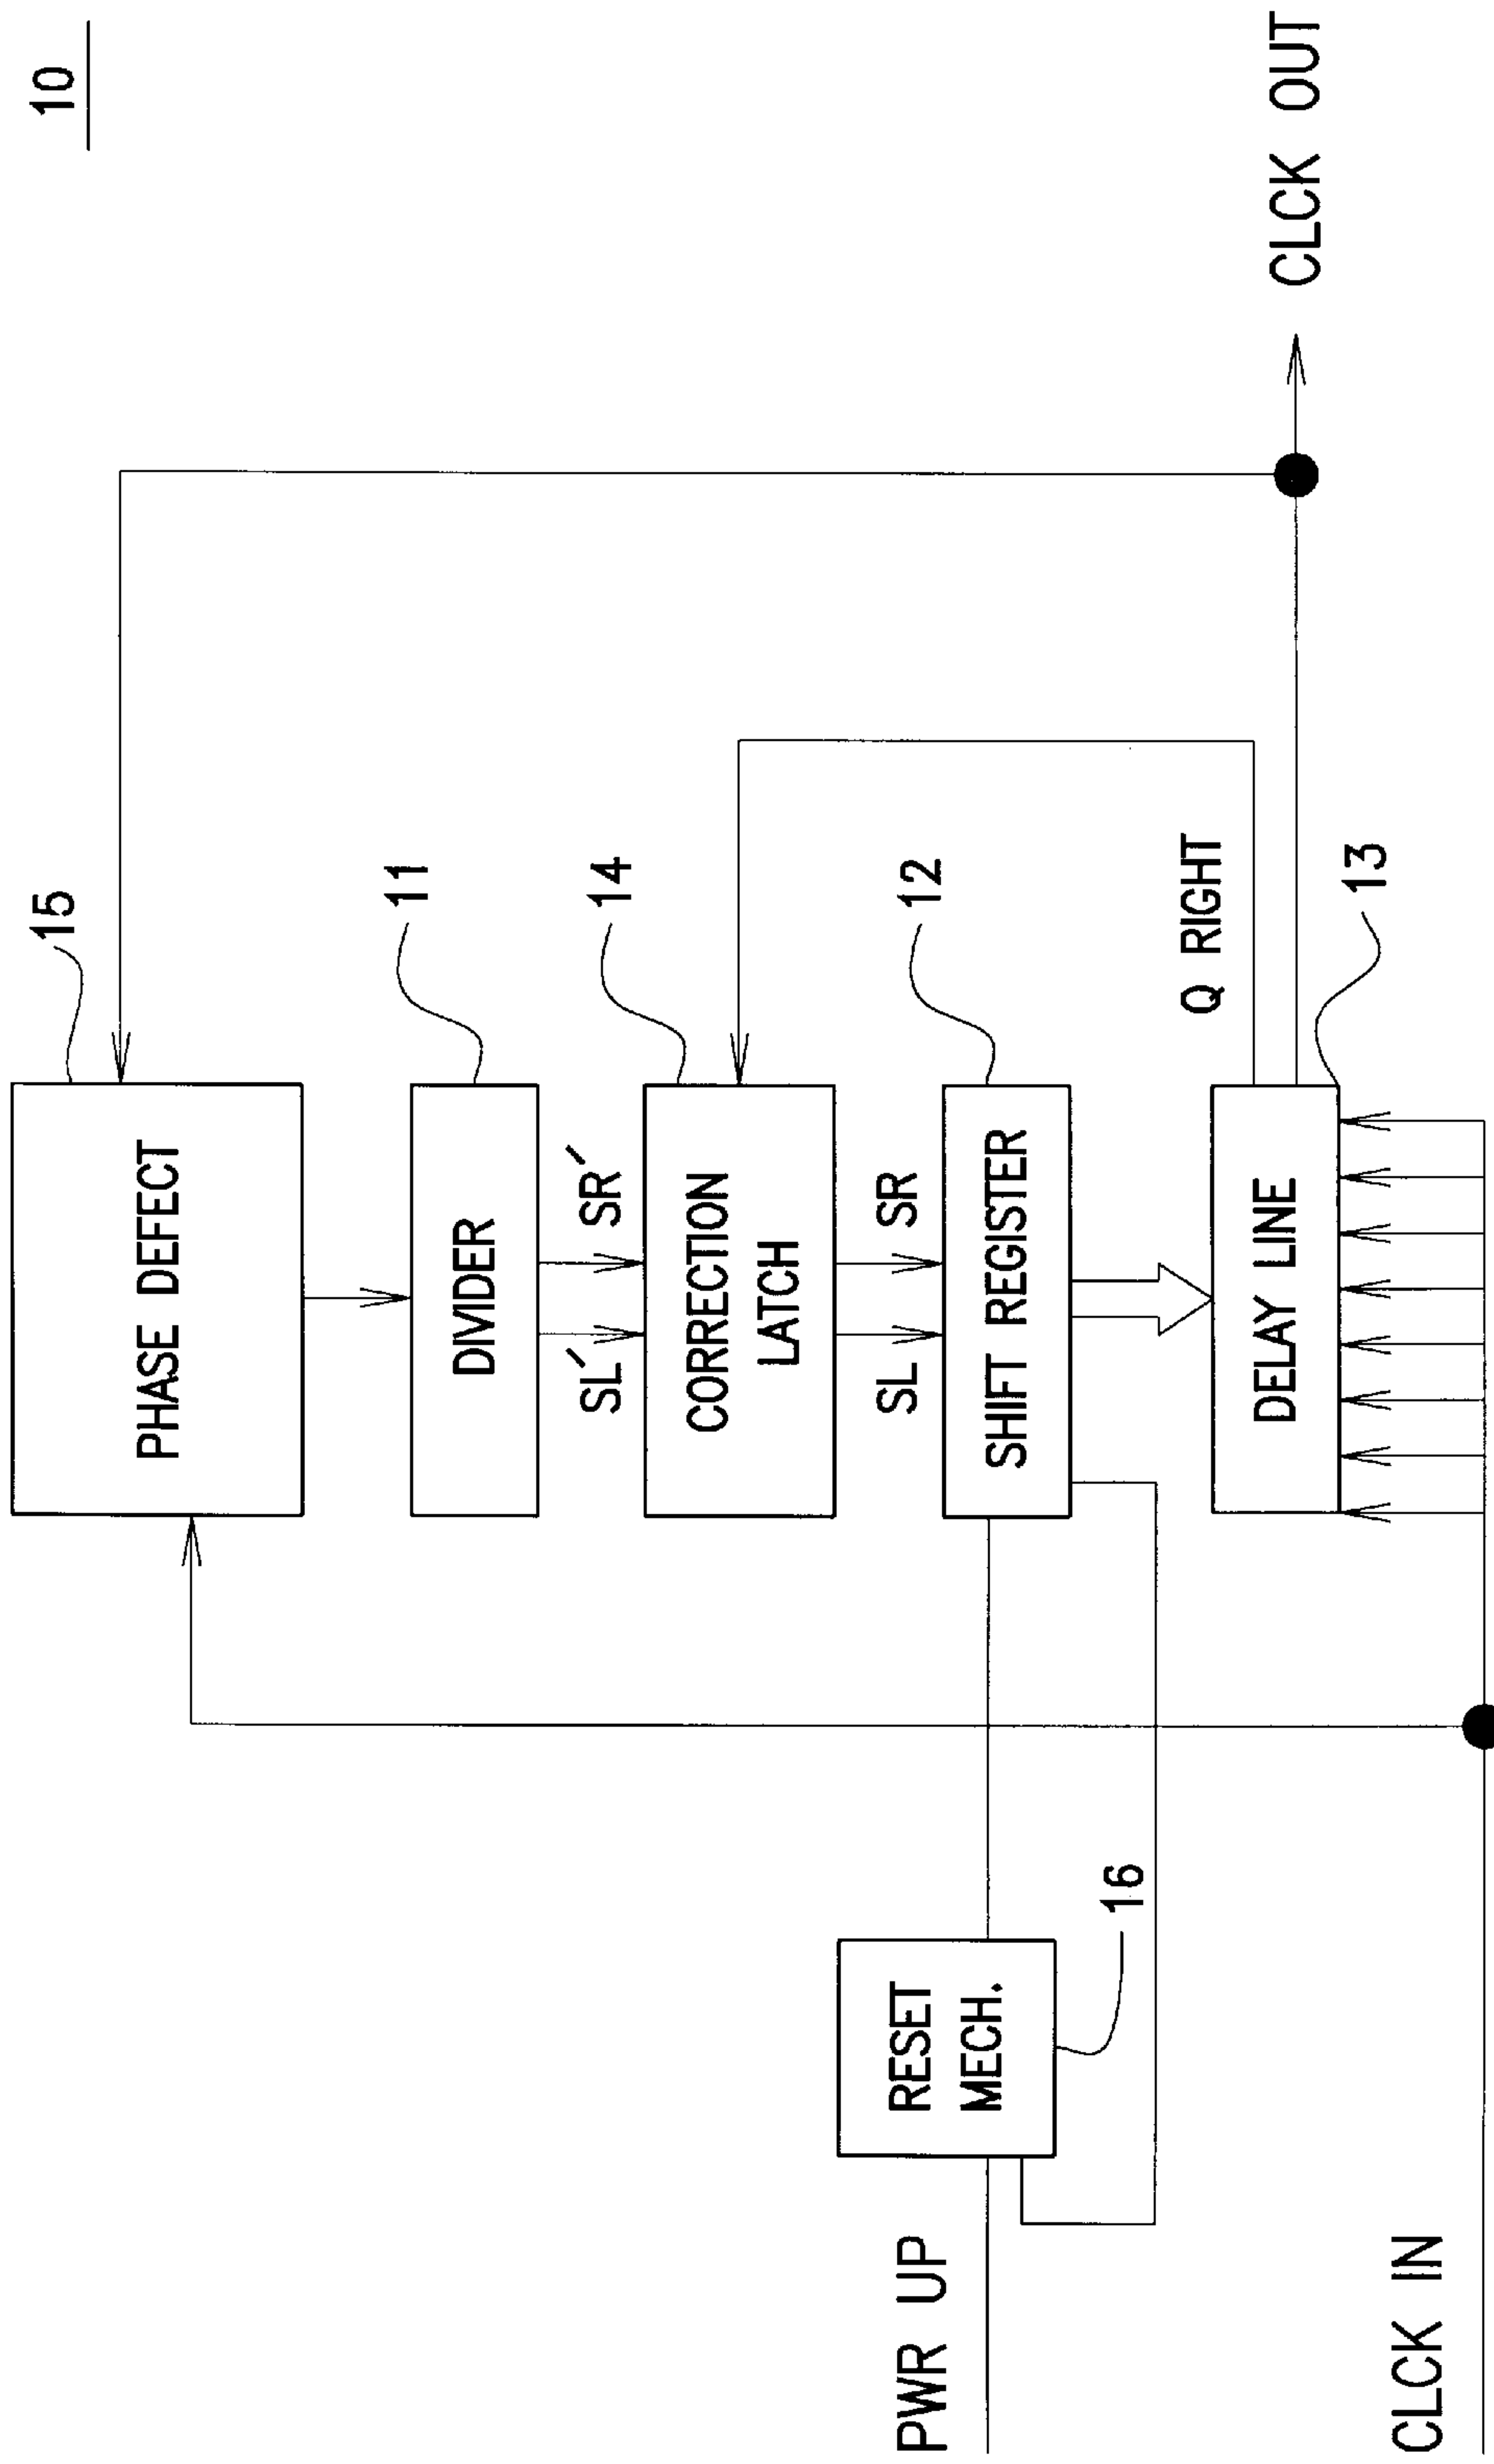 10
15
PHASE DEFECT
11
DIVIDER
SL' SR'
14
CORRECTION
LATCH
SL SR
12
SHIFT REGISTER
Q RIGHT
13
DELAY LINE
RESET
MECH.
16
PWR UP
CLCK IN
CLCK OUT